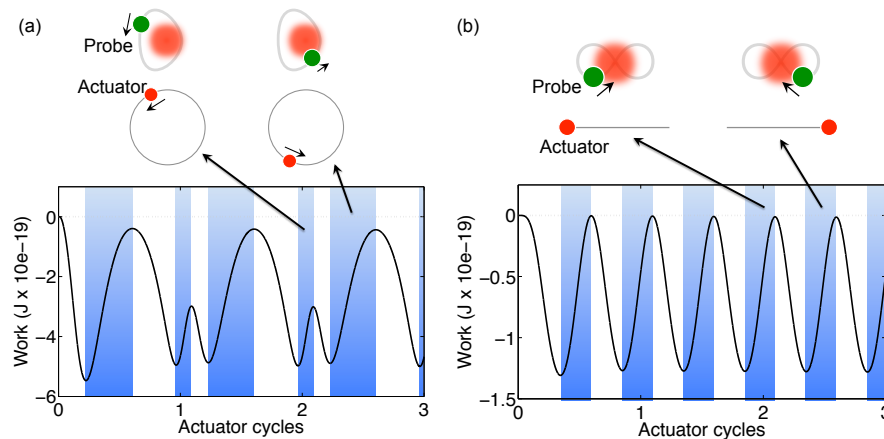 (a)
Probe
Actuator
Work (J x 10e−19)
0
−2
−4
−6
0
1
2
3
Actuator cycles
(b)
Probe
Actuator
Work (J x 10e−19)
0
−0.5
−1
−1.5
0
1
2
3
Actuator cycles